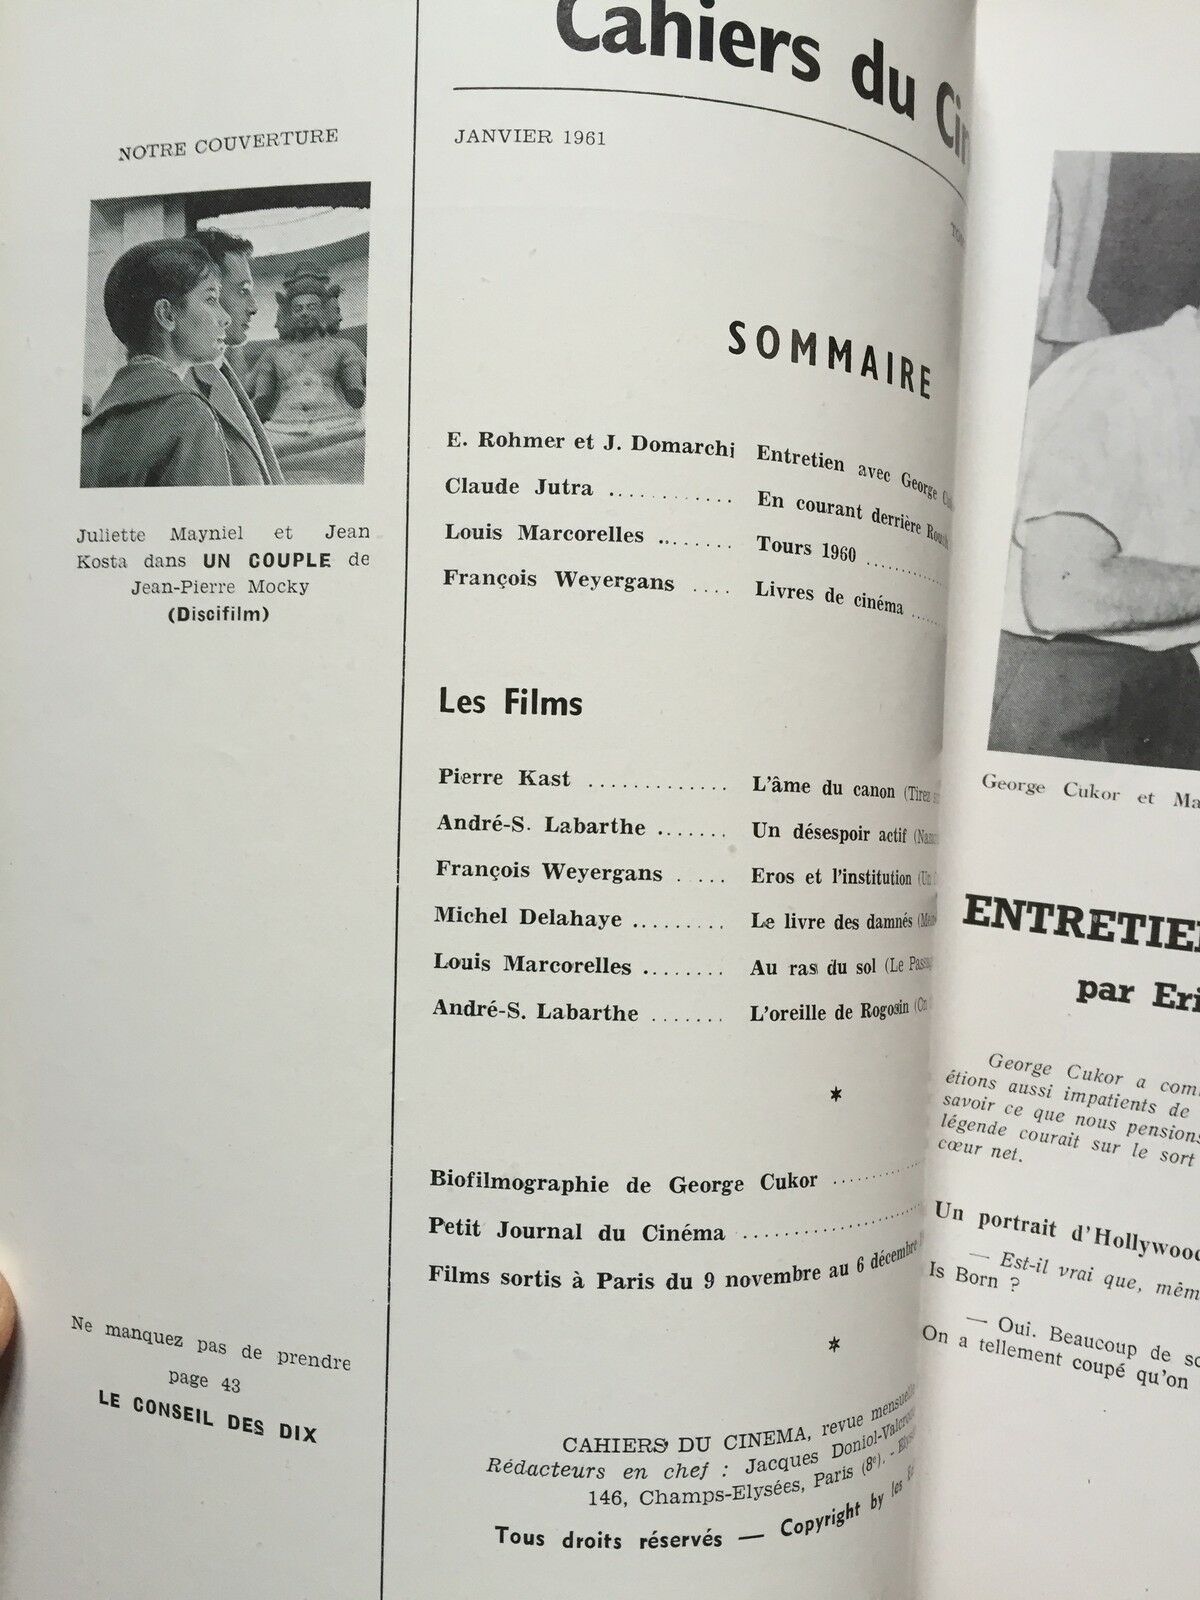 NOTRE COUVERTURE
Juliette Mayniel et Jean
Kosta dans UN COUPLE de
Jean-Pierre Mocky
(Discifilm)
Ne manquez pas de prendre
page 43
LE CONSEIL DES DIX
Cahiers du
JANVIER 1961
SOMMAIRE
E. Rohmer et J. Domarchi Entretien avec George
Claude Jutra ............ En courant derrière
Louis Marcorelles ........ Tours 1960 ............
François Weyergans .... Livres de cinéma ......
Les Films
Pierre Kast ............. L'âme du canon (Tirez
André-S. Labarthe ....... Un désespoir actif
François Weyergans ..... Eros et l'institution
Michel Delahaye ......... Le livre des damnés
Louis Marcorelles ........ Au ras du sol (Le
André-S. Labarthe ....... L'oreille de Rogosin (On
*
Biofilmographie de George Cukor ..........
Petit Journal du Cinéma ....................
Films sortis à Paris du 9 novembre au 6 décembre
*
CAHIERS DU CINEMA, revue mensuelle
Rédacteurs en chef : Jacques Doniol-Valcroze
146, Champs-Elysées, Paris (8e). -
Tous droits réservés — Copyright by les
George Cukor et
ENTRETIEN
par
George Cukor a
étions aussi impatients de
savoir ce que nous pensions
légende courait sur le sort
cœur net.
Un portrait d'Hollywood
— Est-il vrai que,
Is Born ?
— Oui. Beaucoup de
On a tellement coupé qu'on